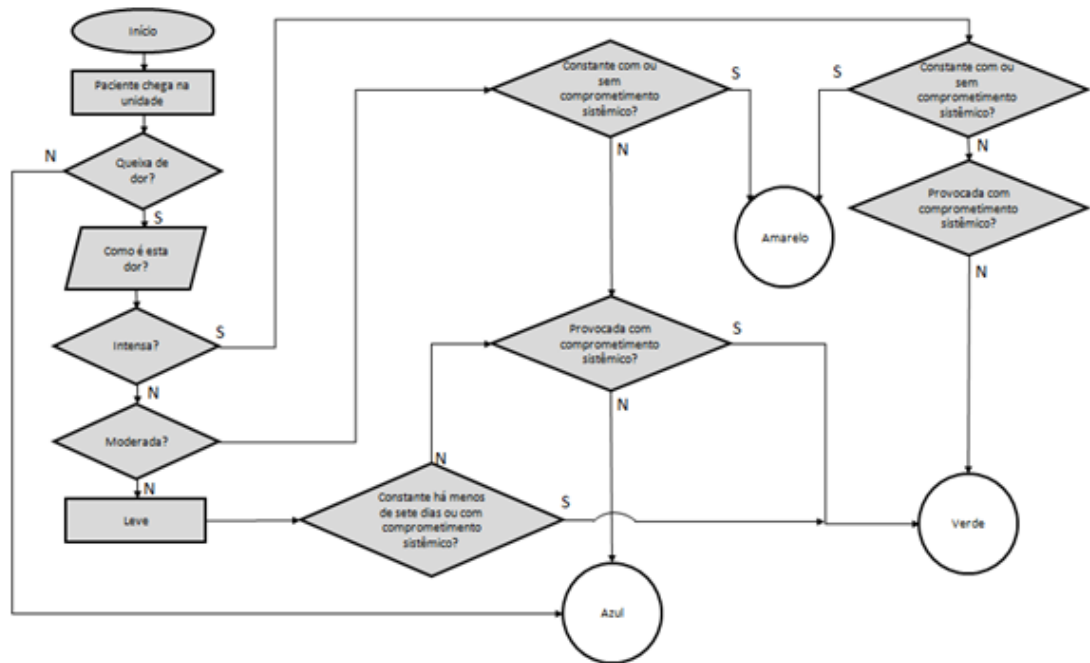 Início
Paciente chega na
unidade
N
Queixa de
dor?
S
Como é esta
dor?
Intensa?
S
N
Moderada?
N
Leve
Constante há menos
de sete dias ou com
comprometimento
sistêmico?
N
S
Constante com ou
sem
comprometimento
sistêmico?
S
N
Provocada com
comprometimento
sistêmico?
S
N
Azul
Amarelo
S
Constante com ou
sem
comprometimento
sistêmico?
N
Provocada com
comprometimento
sistêmico?
N
Verde